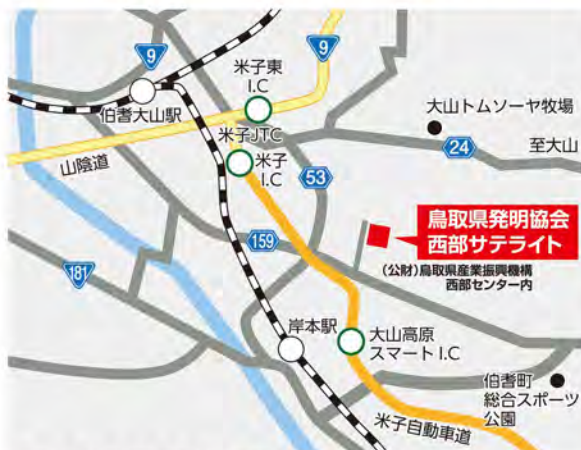 9
9
米子東
I.C
伯耆大山駅
大山トムソーヤ牧場
米子JTC
山陰道
米子
I.C
24
至大山
53
鳥取県発明協会
西部サテライト
159
(公財)鳥取県産業振興機構
西部センター内
181
岸本駅
大山高原
スマートI.C
伯耆町
総合スポーツ
公園
米子自動車道